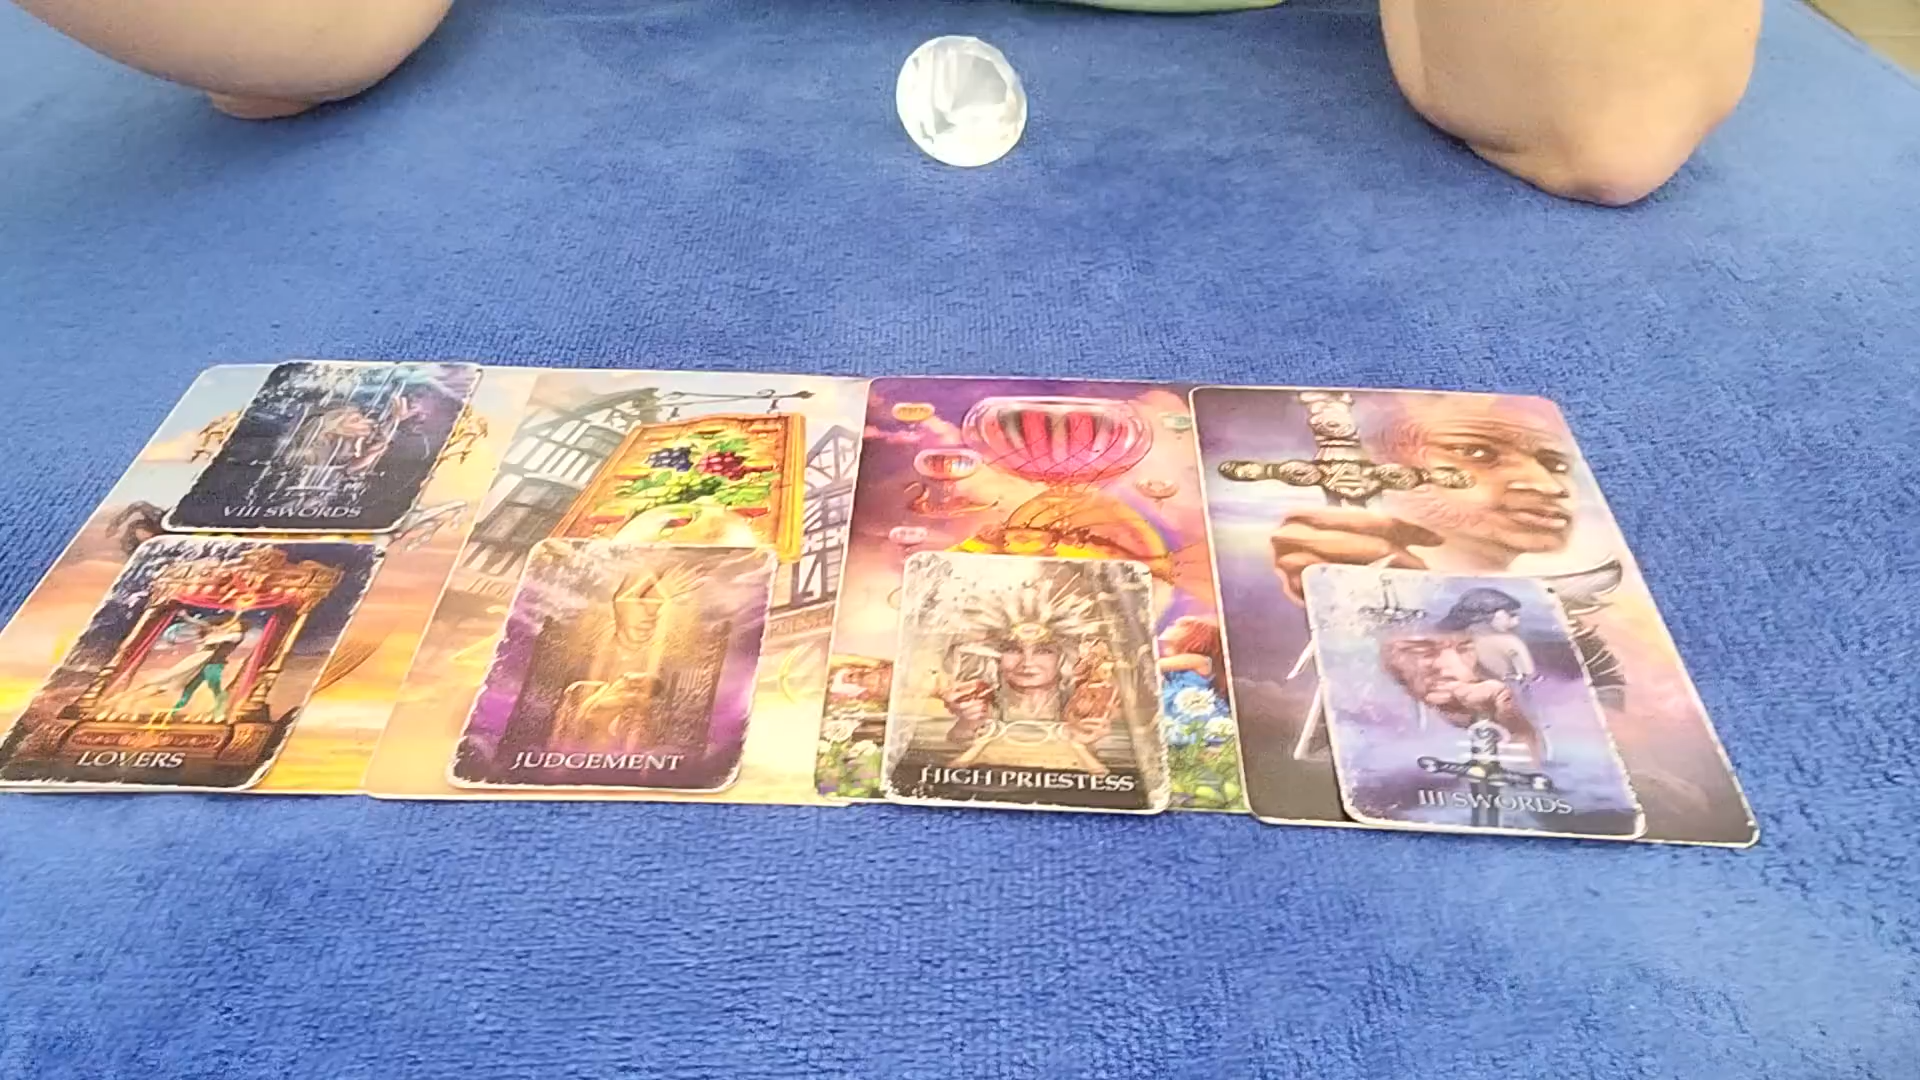 VIII SWORDS
LOVERS
JUDGEMENT
HIGH PRIESTESS
III SWORDS